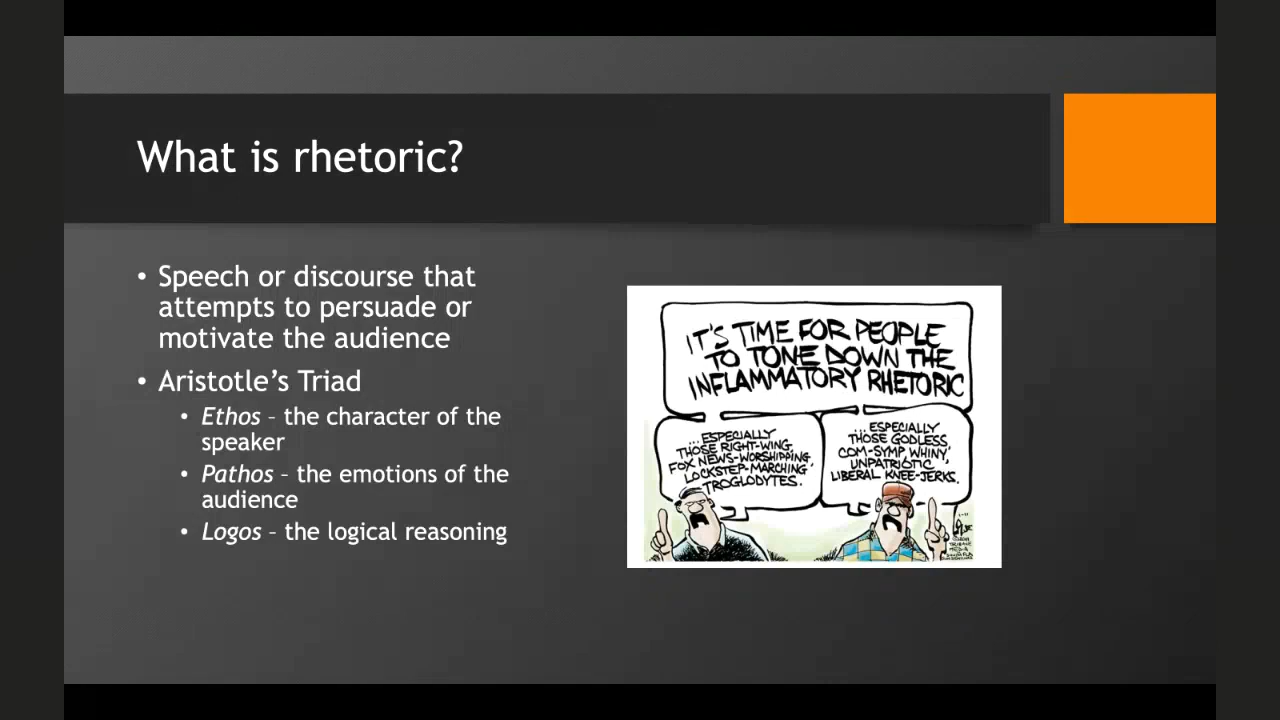 What is rhetoric?
• Speech or discourse that
attempts to persuade or
motivate the audience
• Aristotle's Triad
• Ethos – the character of the
speaker
• Pathos – the emotions of the
audience
• Logos – the logical reasoning
IT'S TIME FOR PEOPLE
TO TONE DOWN THE
INFLAMMATORY RHETORIC
...ESPECIALLY
THOSE RIGHT-WING,
FOX NEWS-WORSHIPPING,
LOCKSTEP-MARCHING
TROGLODYTES.
...ESPECIALLY
THOSE GODLESS,
COM-SYMP WHINY,
UNPATRIOTIC
LIBERAL KNEE-JERKS.